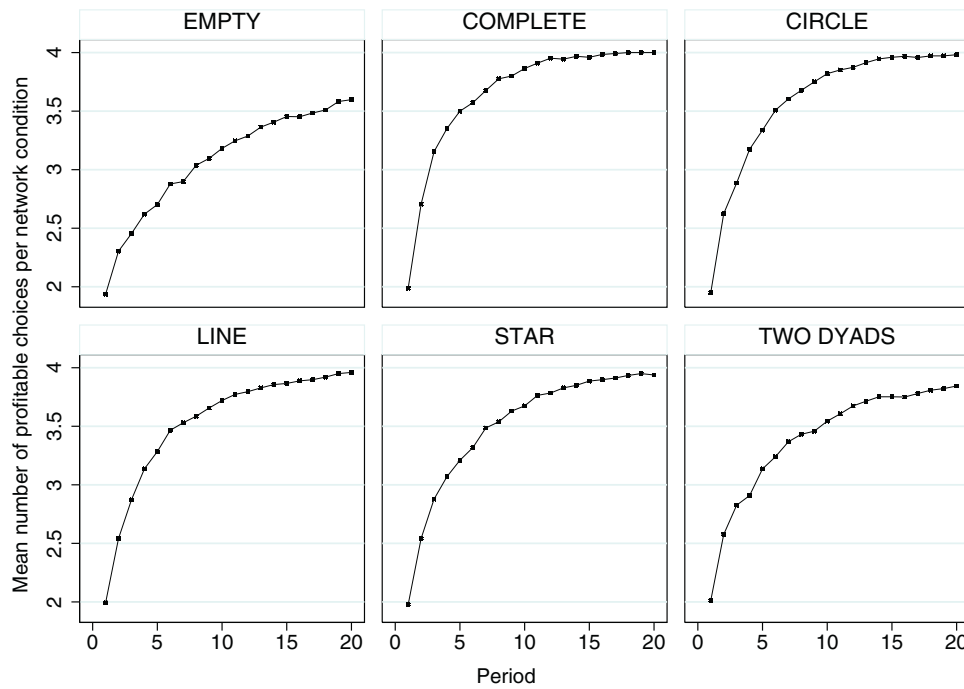 EMPTY
COMPLETE
CIRCLE
4
3.5
3
2.5
2
LINE
STAR
TWO DYADS
4
3.5
3
2.5
2
Mean number of profitable choices per network condition
0 5 10 15 20
0 5 10 15 20
0 5 10 15 20
Period